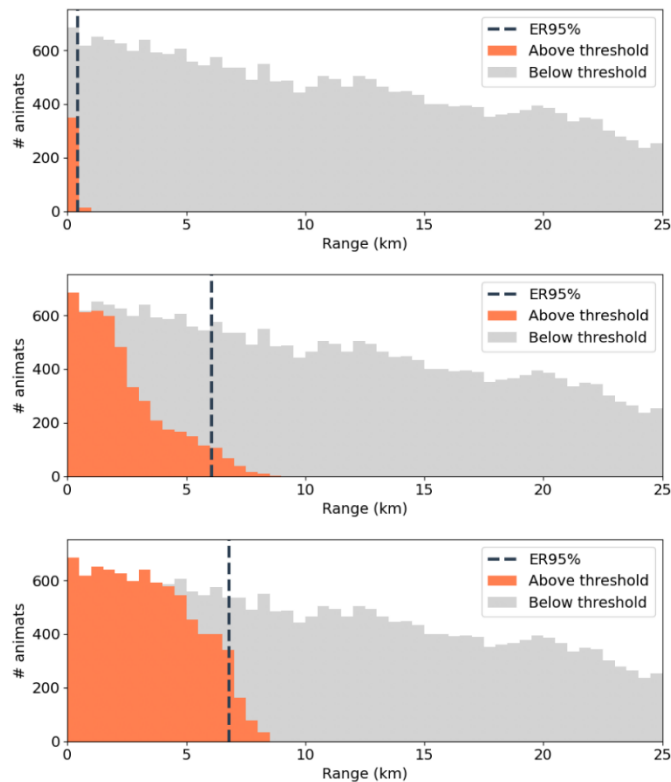 600
400
200
0
# animats
ER95%
Above threshold
Below threshold
0 5 10 15 20 25
Range (km)
600
400
200
0
# animats
ER95%
Above threshold
Below threshold
0 5 10 15 20 25
Range (km)
600
400
200
0
# animats
ER95%
Above threshold
Below threshold
0 5 10 15 20 25
Range (km)